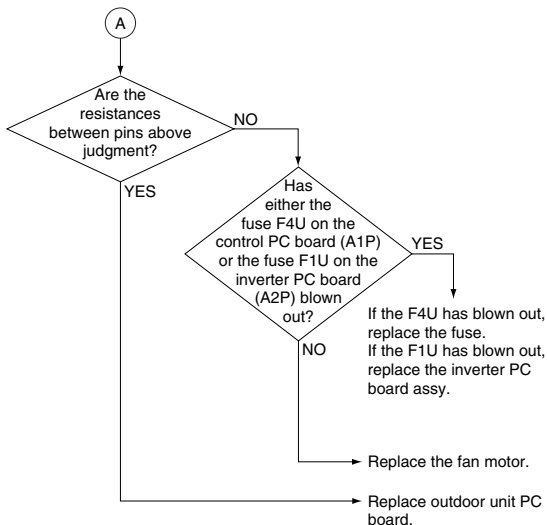 A
Are the
resistances
between pins above
judgment?
NO
YES
Has
either the
fuse F4U on the
control PC board (A1P)
or the fuse F1U on the
inverter PC board
(A2P) blown
out?
YES
If the F4U has blown out,
replace the fuse.
If the F1U has blown out,
replace the inverter PC
board assy.
NO
Replace the fan motor.
Replace outdoor unit PC
board.